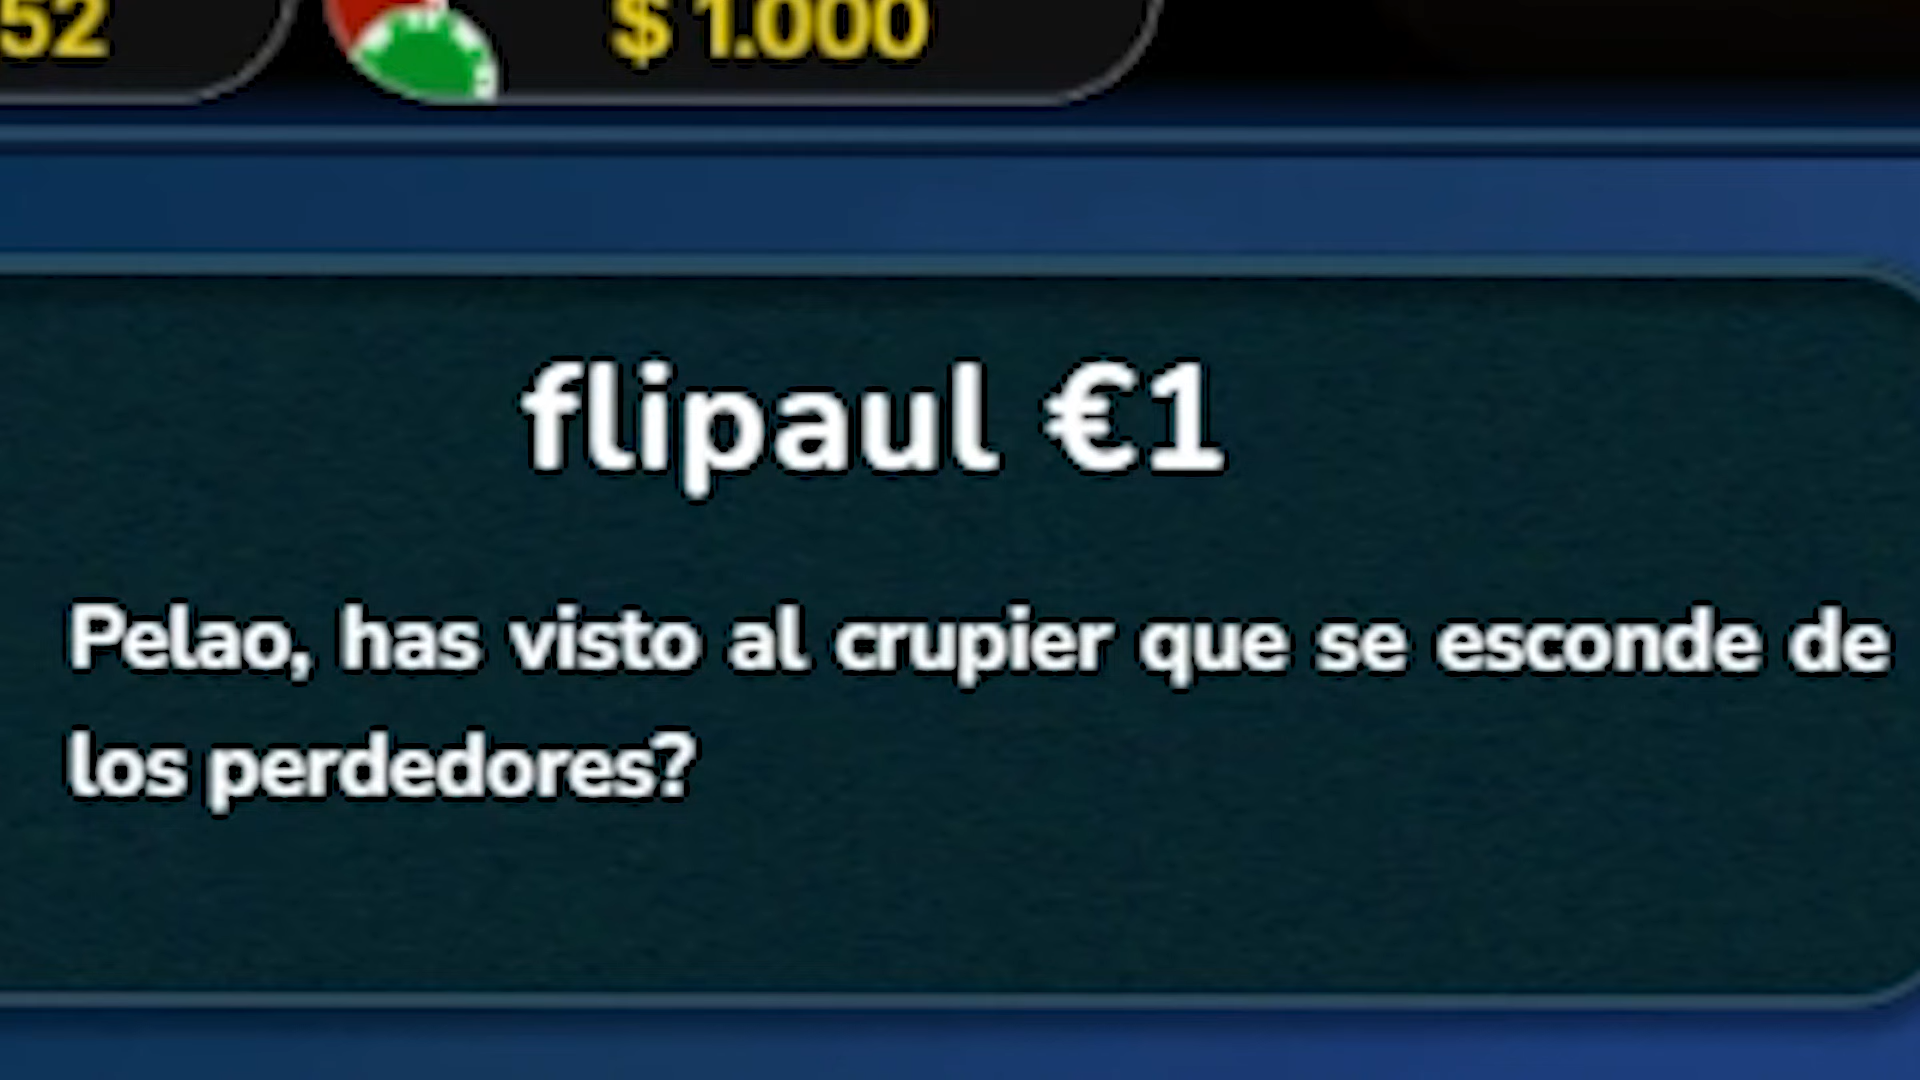 52 $ 1.000
flipaul €1
Pelao, has visto al crupier que se esconde de
los perdedores?